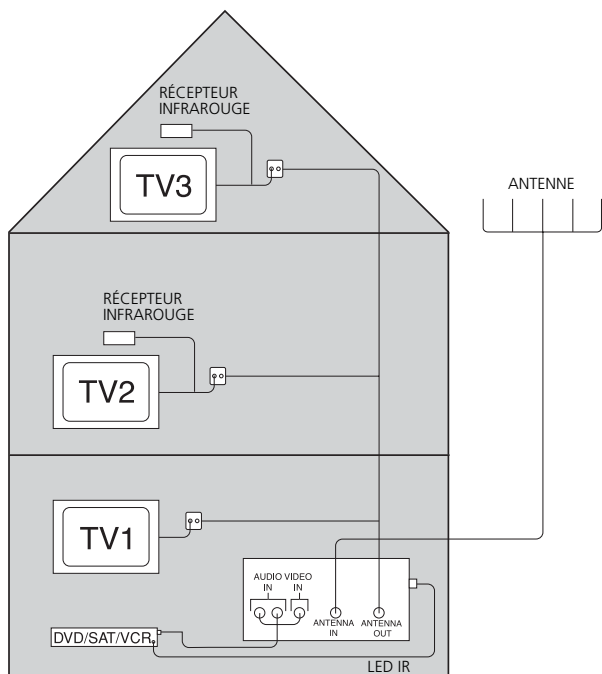 RÉCEPTEUR
INFRAROUGE
TV3
ANTENNE
RÉCEPTEUR
INFRAROUGE
TV2
TV1
AUDIO VIDEO
IN IN
ANTENNA
IN
ANTENNA
OUT
DVD/SAT/VCR
LED IR